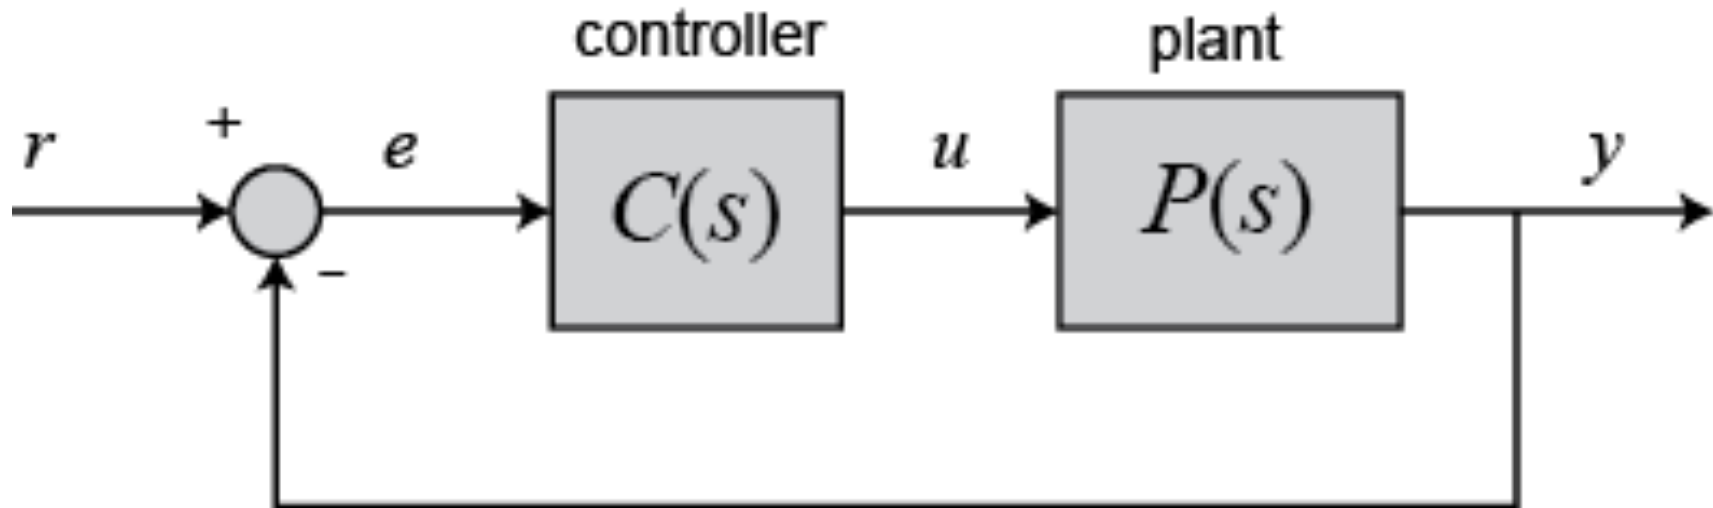 controller
plant
r
+
e
C(s)
u
P(s)
y
−